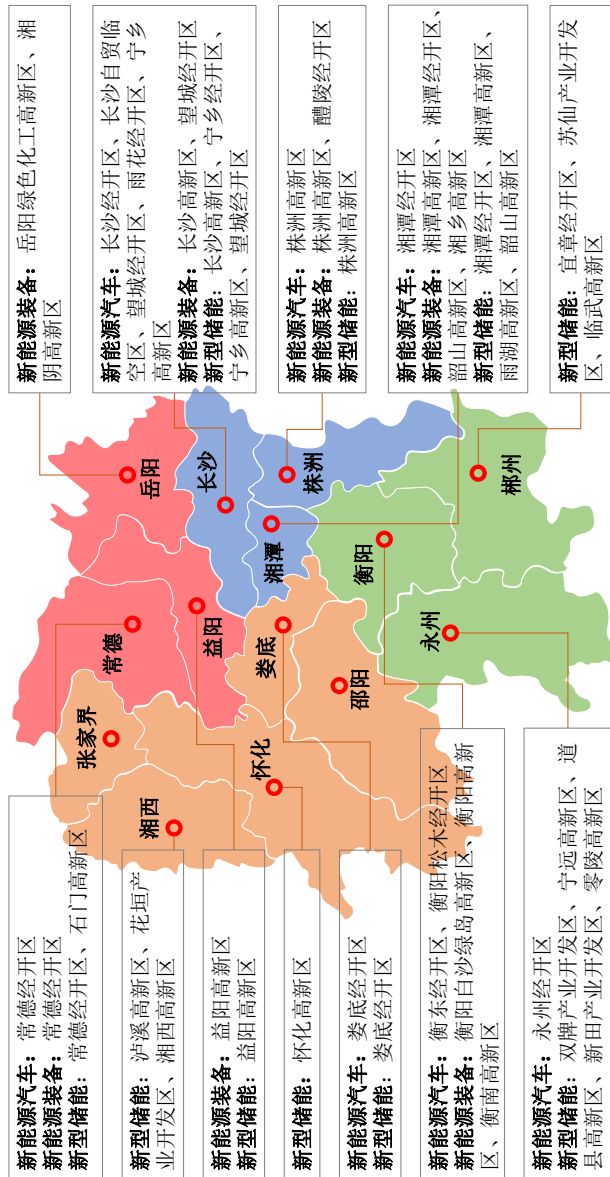 新能源汽车：常德经开区
新能源装备：常德经开区
新型储能：常德经开区、石门高新区
新型储能：泸溪高新区、花垣产
业开发区、湘西高新区
新能源装备：益阳高新区
新型储能：益阳高新区
新型储能：怀化高新区
新能源汽车：娄底经开区
新型储能：娄底经开区
新能源汽车：衡东经开区、衡阳松木经开区
新能源装备：衡阳白沙绿岛高新区、衡阳高新
区、衡南高新区
新能源汽车：永州经开区
新型储能：双牌产业开发区、宁远高新区、道
县高新区、新田产业开发区、零陵高新区
张家界
常德
岳阳
湘西
益阳
长沙
怀化
娄底
湘潭
株洲
邵阳
衡阳
永州
郴州
新能源装备：岳阳绿色化工高新区、湘
阴高新区
新能源汽车：长沙经开区、长沙自贸临
空区、望城经开区、雨花经开区、宁乡
高新区
新能源装备：长沙高新区、望城经开区
新型储能：长沙高新区、宁乡经开区、
宁乡高新区、望城经开区
新能源汽车：株洲高新区
新能源装备：株洲高新区、醴陵经开区
新型储能：株洲高新区
新能源汽车：湘潭经开区
新能源装备：湘潭高新区、湘潭经开区、
韶山高新区、湘乡高新区
新型储能：湘潭经开区、湘潭高新区、
雨湖高新区、韶山高新区
新型储能：宜章经开区、苏仙产业开发
区、临武高新区